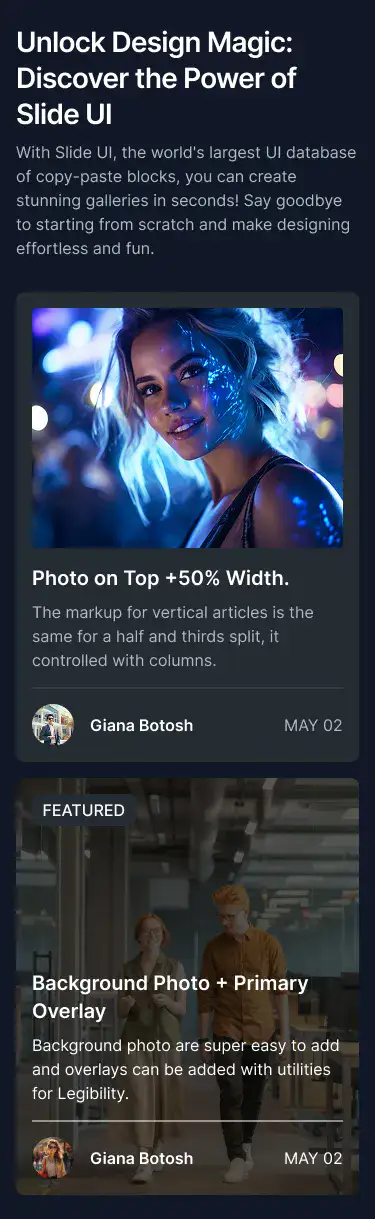 Unlock Design Magic:
Discover the Power of
Slide UI
With Slide UI, the world's largest UI database
of copy-paste blocks, you can create
stunning galleries in seconds! Say goodbye
to starting from scratch and make designing
effortless and fun.
Photo on Top +50% Width.
The markup for vertical articles is the
same for a half and thirds split, it
controlled with columns.
Giana Botosh MAY 02
FEATURED
Background Photo + Primary
Overlay
Background photo are super easy to add
and overlays can be added with utilities
for Legibility.
Giana Botosh MAY 02